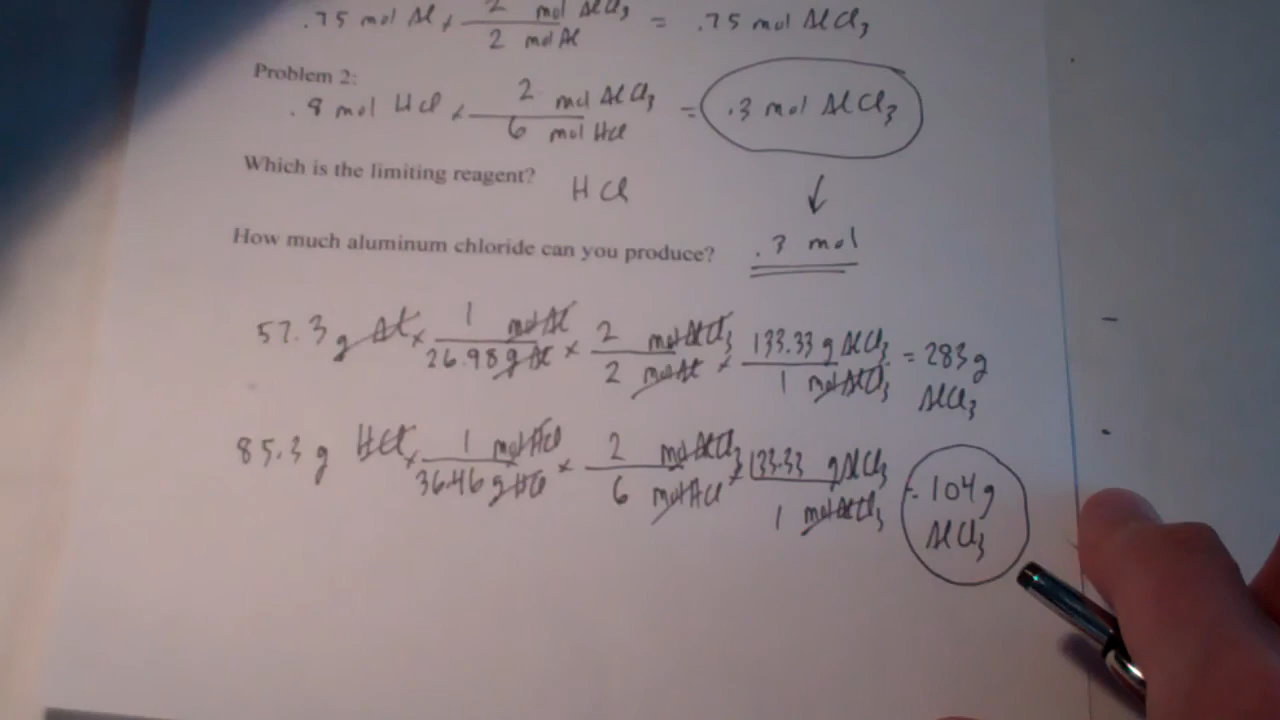 .75 mol Al x 2 mol AlCl3 / 2 mol Al = .75 mol AlCl3
Problem 2:
.8 mol HCl x 2 mol AlCl3 / 6 mol HCl = .3 mol AlCl3
Which is the limiting reagent? HCl
↓
How much aluminum chloride can you produce? .3 mol
57.3 g Al x 1 mol Al / 26.98 g Al x 2 mol AlCl3 / 2 mol Al x 133.33 g AlCl3 / 1 mol AlCl3 = 283 g AlCl3
85.3 g HCl x 1 mol HCl / 36.46 g HCl x 2 mol AlCl3 / 6 mol HCl x 133.33 g AlCl3 / 1 mol AlCl3 = 104 g AlCl3